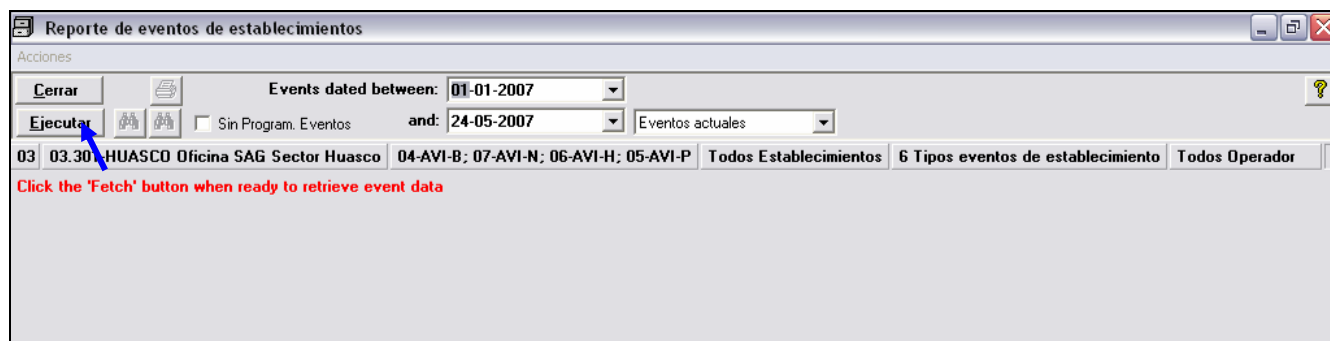 Reporte de eventos de establecimientos
Acciones
Cerrar Events dated between: 01-01-2007
Ejecutar Sin Program. Eventos and: 24-05-2007 Eventos actuales
03 03.301-HUASCO Oficina SAG Sector Huasco 04-AVI-B; 07-AVI-N; 06-AVI-H; 05-AVI-P Todos Establecimientos 6 Tipos eventos de establecimiento Todos Operador
Click the 'Fetch' button when ready to retrieve event data